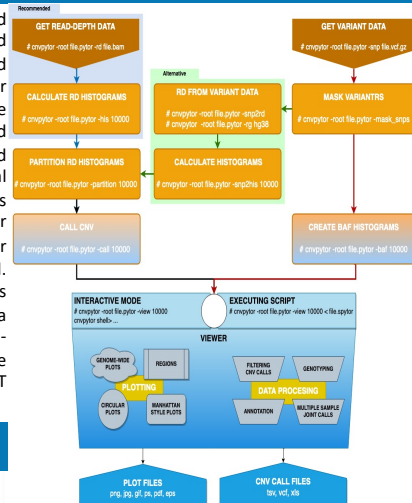 Recommended
GET READ-DEPTH DATA
# cnvpytor -root file.pytor -rd file.bam
GET VARIANT DATA
# cnvpytor -root file.pytor -snp file.vcf.gz
CALCULATE RD HISTOGRAMS
# cnvpytor -root file.pytor -his 10000
Alternative
RD FROM VARIANT DATA
# cnvpytor -root file.pytor -snp2rd
# cnvpytor -root file.pytor -rg hg38
MASK VARIANTRS
# cnvpytor -root file.pytor -mask_snps
PARTITION RD HISTOGRAMS
# cnvpytor -root file.pytor -partition 10000
CALCULATE HISTOGRAMS
# cnvpytor -root file.pytor -snp2his 10000
CALL CNV
# cnvpytor -root file.pytor -call 10000
CREATE BAF HISTOGRAMS
# cnvpytor -root file.pytor -baf 10000
INTERACTIVE MODE
# cnvpytor -root file.pytor -view 10000
cnvpytor shell> ...
EXECUTING SCRIPT
# cnvpytor -root file.pytor -view 10000 < file.spytor
VIEWER
GENOME-WIDE
PLOTS
REGIONS
PLOTTING
CIRCULAR
PLOTS
MANHATTAN
STYLE PLOTS
FILTERING
CNV CALLS
GENOTYPING
DATA PROCESING
ANNOTATION
MULTIPLE SAMPLE
JOINT CALLS
PLOT FILES
png, jpg, gif, ps, pdf, eps
CNV CALL FILES
tsv, vcf, xls